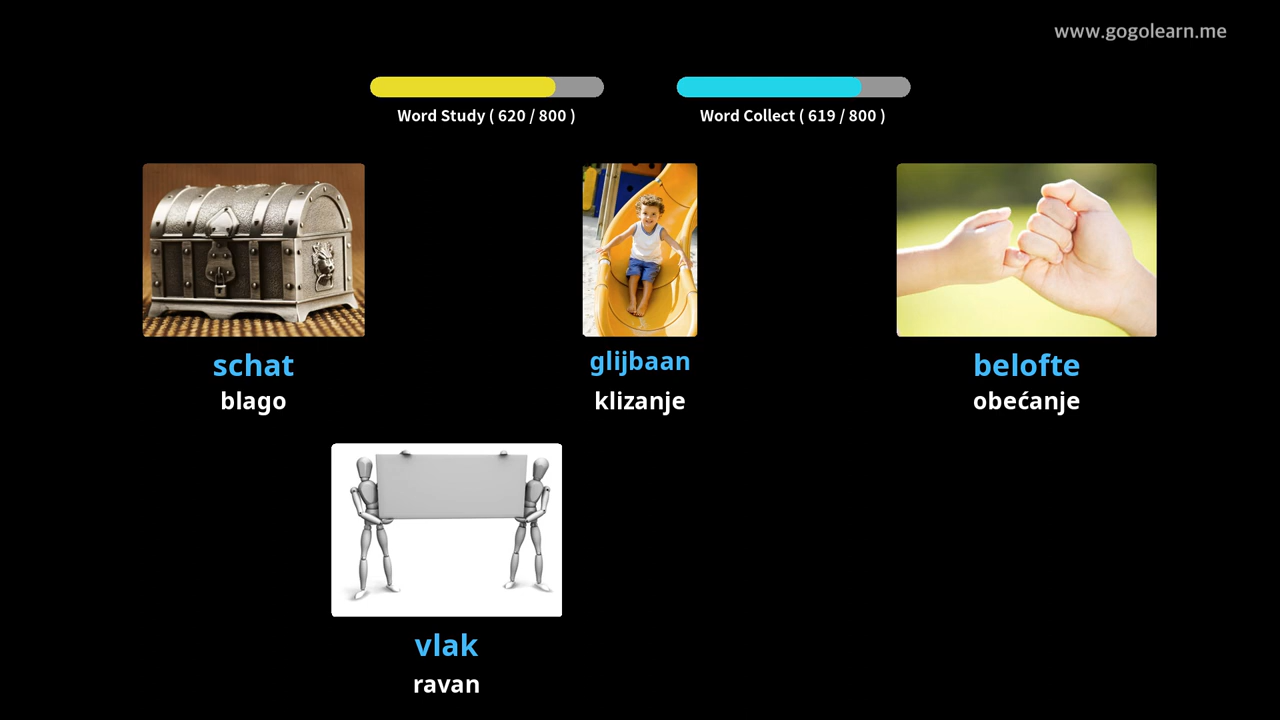 www.gogolearn.me
Word Study ( 620 / 800 )
Word Collect ( 619 / 800 )
schat
blago
glijbaan
klizanje
belofte
obećanje
vlak
ravan